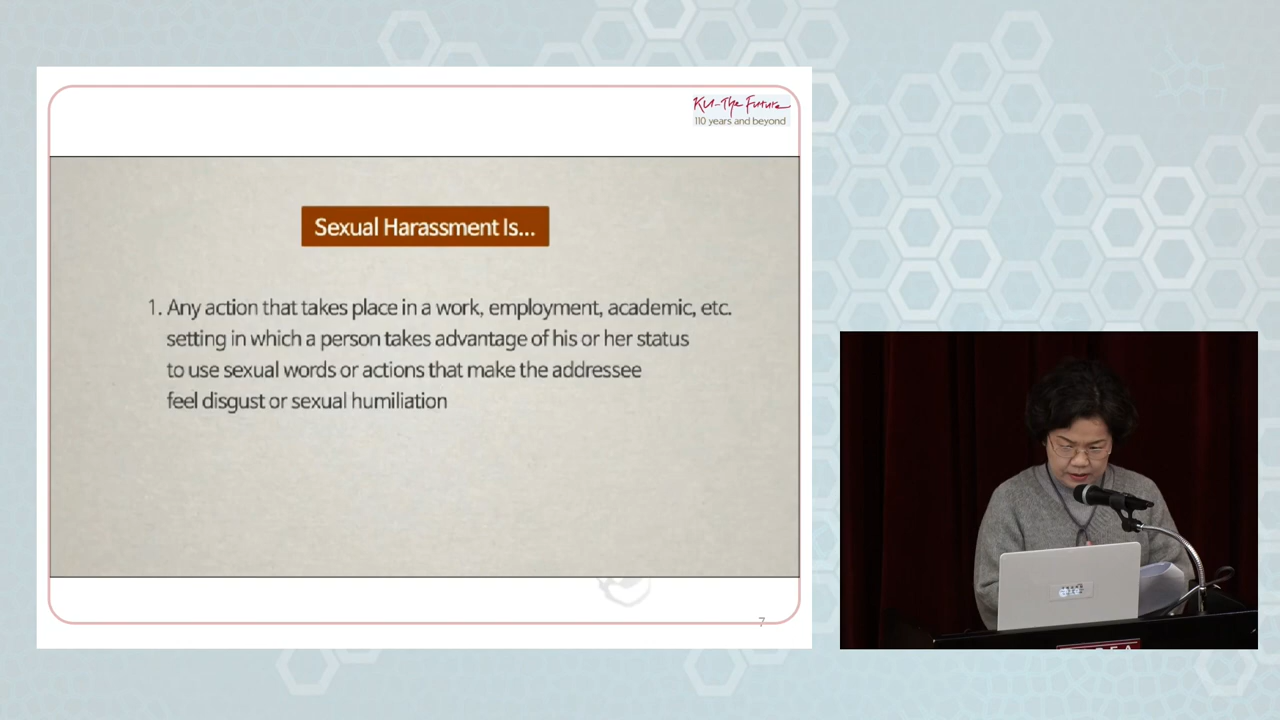 KU-The Future
110 years and beyond
Sexual Harassment Is...
1. Any action that takes place in a work, employment, academic, etc.
setting in which a person takes advantage of his or her status
to use sexual words or actions that make the addressee
feel disgust or sexual humiliation
7